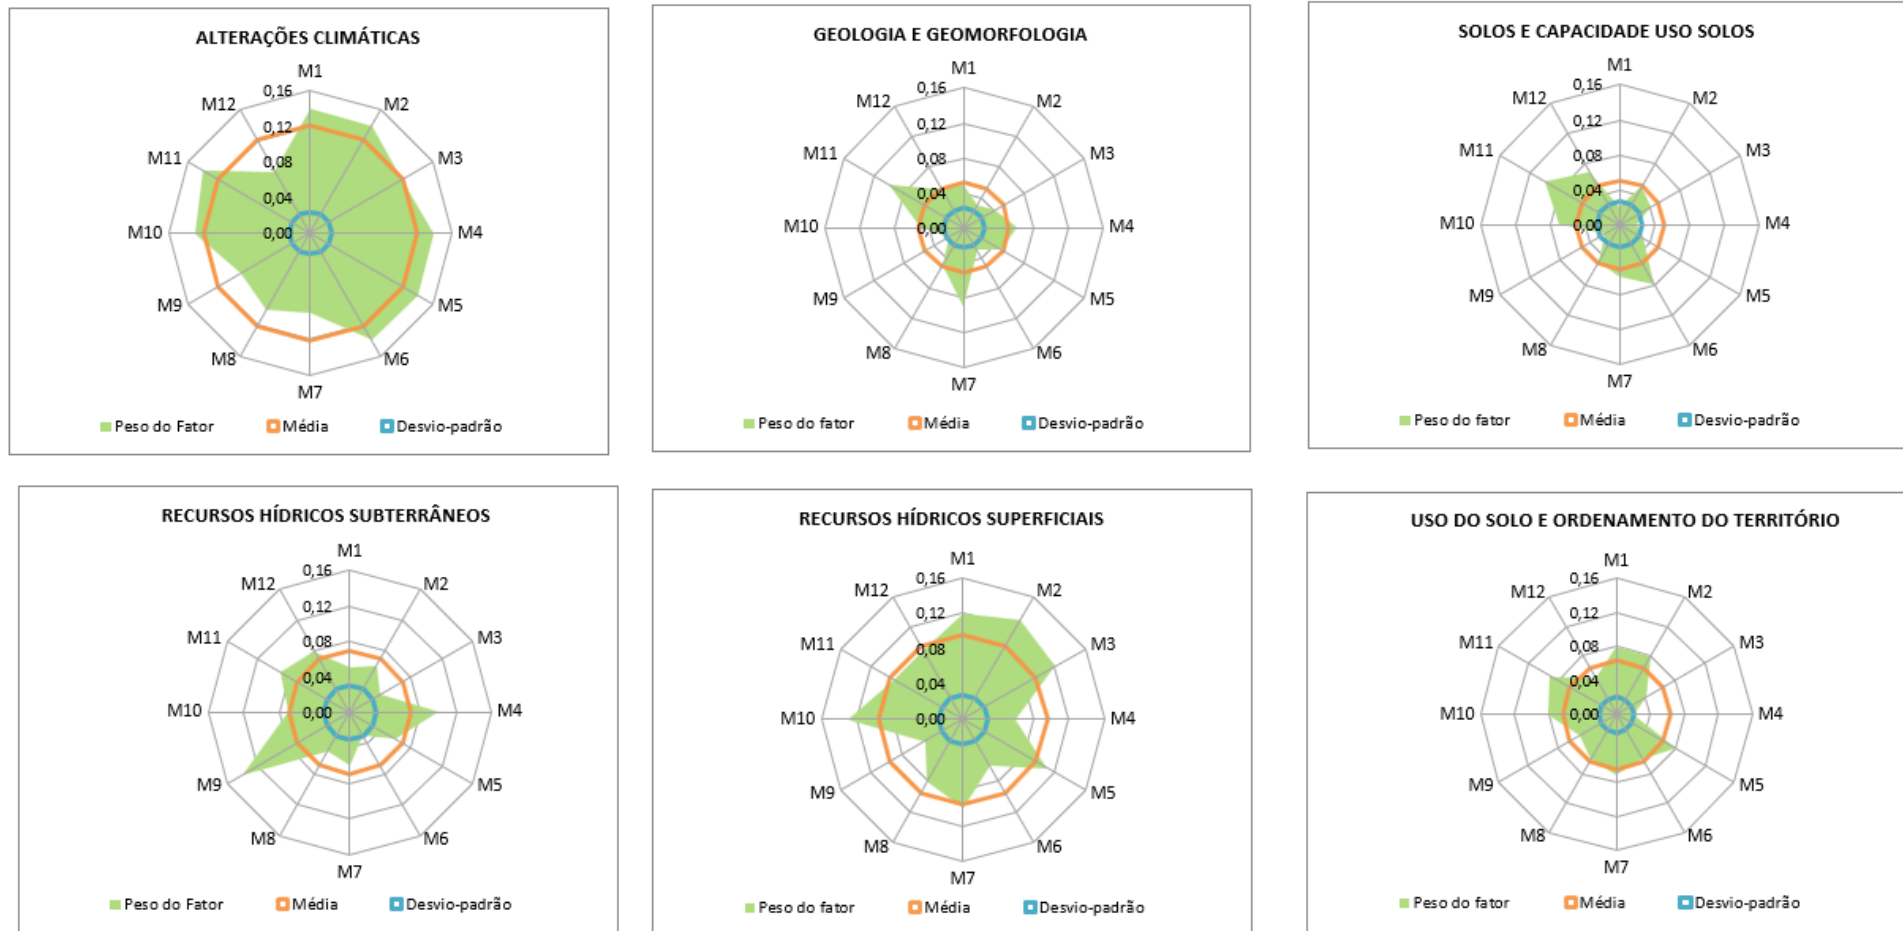 ALTERAÇÕES CLIMÁTICAS
M1
M2
M3
M4
M5
M6
M7
M8
M9
M10
M11
M12
0,16
0,12
0,08
0,04
0,00
Peso do Fator Média Desvio-padrão
GEOLOGIA E GEOMORFOLOGIA
M1
M2
M3
M4
M5
M6
M7
M8
M9
M10
M11
M12
0,16
0,12
0,08
0,04
0,00
Peso do fator Média Desvio-padrão
SOLOS E CAPACIDADE USO SOLOS
M1
M2
M3
M4
M5
M6
M7
M8
M9
M10
M11
M12
0,16
0,12
0,08
0,04
0,00
Peso do fator Média Desvio-padrão
RECURSOS HÍDRICOS SUBTERRÂNEOS
M1
M2
M3
M4
M5
M6
M7
M8
M9
M10
M11
M12
0,16
0,12
0,08
0,04
0,00
Peso do Fator Média Desvio-padrão
RECURSOS HÍDRICOS SUPERFICIAIS
M1
M2
M3
M4
M5
M6
M7
M8
M9
M10
M11
M12
0,16
0,12
0,08
0,04
0,00
Peso do fator Média Desvio-padrão
USO DO SOLO E ORDENAMENTO DO TERRITÓRIO
M1
M2
M3
M4
M5
M6
M7
M8
M9
M10
M11
M12
0,16
0,12
0,08
0,04
0,00
Peso do fator Média Desvio-padrão